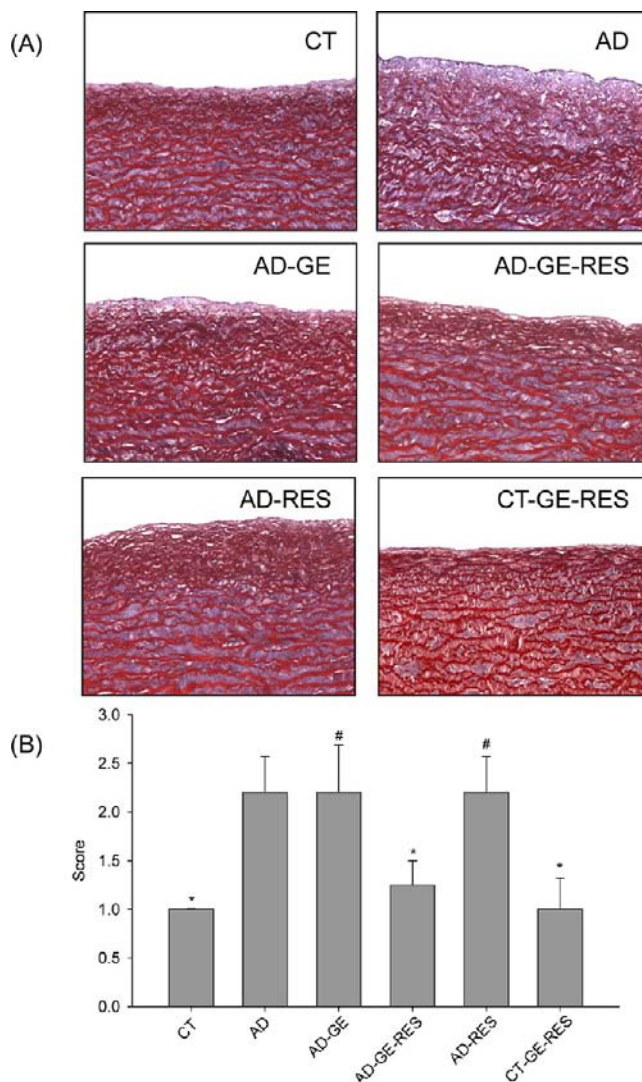 (A)
CT
AD
AD-GE
AD-GE-RES
AD-RES
CT-GE-RES
(B)
3.0
2.5
2.0
1.5
1.0
0.5
0.0
Score
*
#
*
#
*
CT
AD
AD-GE
AD-GE-RES
AD-RES
CT-GE-RES